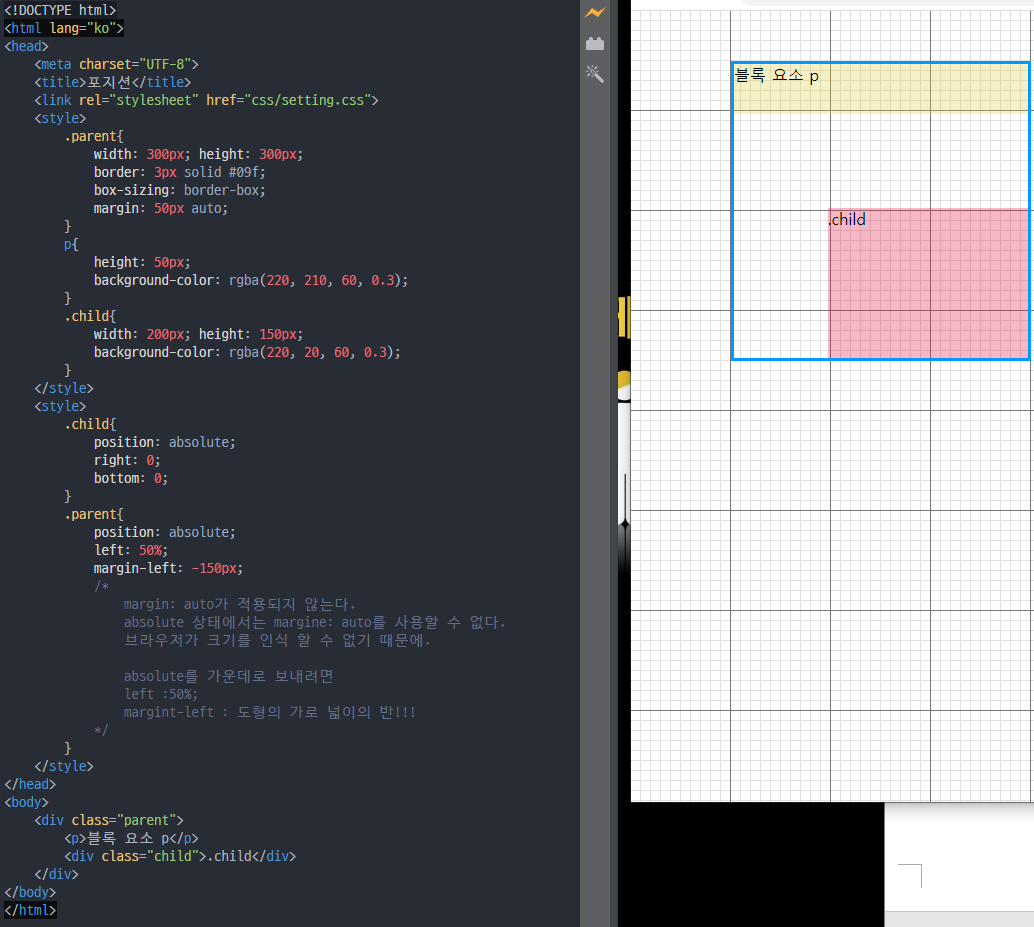 <!DOCTYPE html>
<html lang="ko">
<head>
    <meta charset="UTF-8">
    <title>포지션</title>
    <link rel="stylesheet" href="css/setting.css">
    <style>
        .parent{
            width: 300px; height: 300px;
            border: 3px solid #09f;
            box-sizing: border-box;
            margin: 50px auto;
        }
        p{
            height: 50px;
            background-color: rgba(220, 210, 60, 0.3);
        }
        .child{
            width: 200px; height: 150px;
            background-color: rgba(220, 20, 60, 0.3);
        }
    </style>
    <style>
        .child{
            position: absolute;
            right: 0;
            bottom: 0;
        }
        .parent{
            position: absolute;
            left: 50%;
            margin-left: -150px;
            /*
                margin: auto가 적용되지 않는다.
                absolute 상태에서는 margine: auto를 사용할 수 없다.
                브라우저가 크기를 인식 할 수 없기 때문에.

                absolute를 가운데로 보내려면
                left :50%;
                margint-left : 도형의 가로 넓이의 반!!!
            */
        }
    </style>
</head>
<body>
    <div class="parent">
        <p>블록 요소 p</p>
        <div class="child">.child</div>
    </div>
</body>
</html>
블록 요소 p
.child